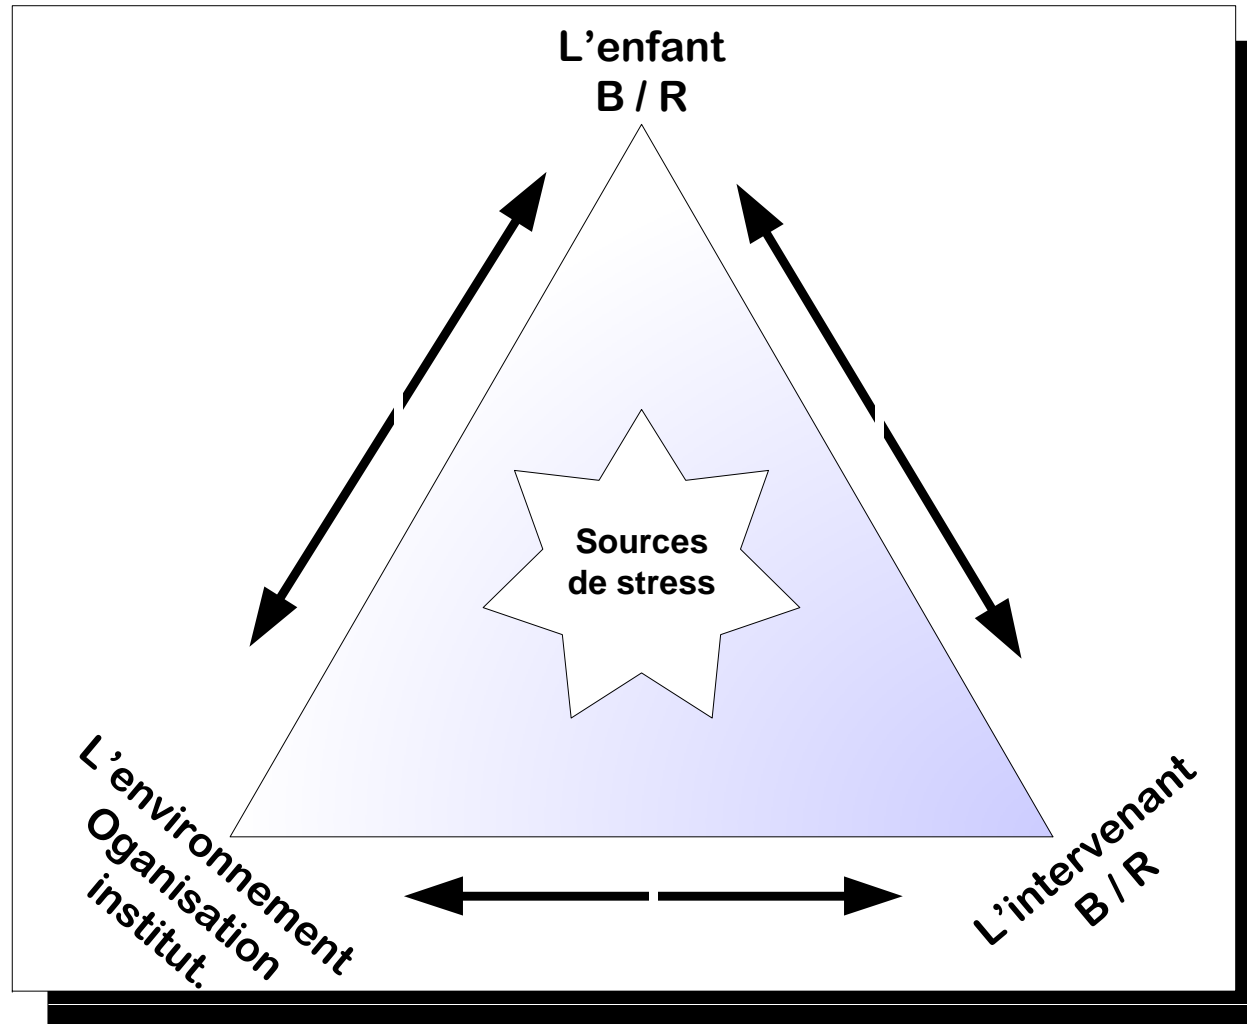 L’enfant
B / R
Sources
de stress
L’environnement
Oganisation
institut.
L’intervenant
B / R